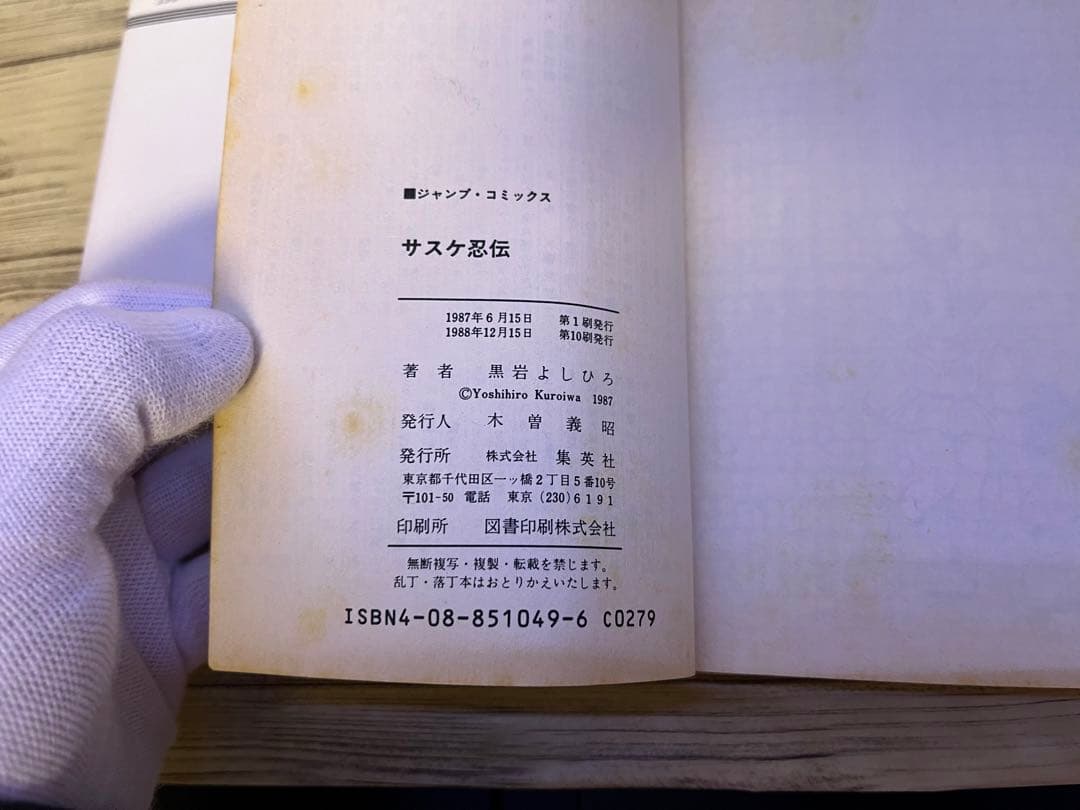 ■ジャンプ・コミックス
サスケ忍伝
1987年6月15日 第1刷発行
1988年12月15日 第10刷発行
著者 黒岩よしひろ
©Yoshihiro Kuroiwa 1987
発行人 木曽義昭
発行所 株式会社 集英社
東京都千代田区一ッ橋2丁目5番10号
〒101-50 電話 東京(230)6191
印刷所 図書印刷株式会社
無断複写・複製・転載を禁じます。
乱丁・落丁本はおとりかえいたします。
ISBN4-08-851049-6 C0279